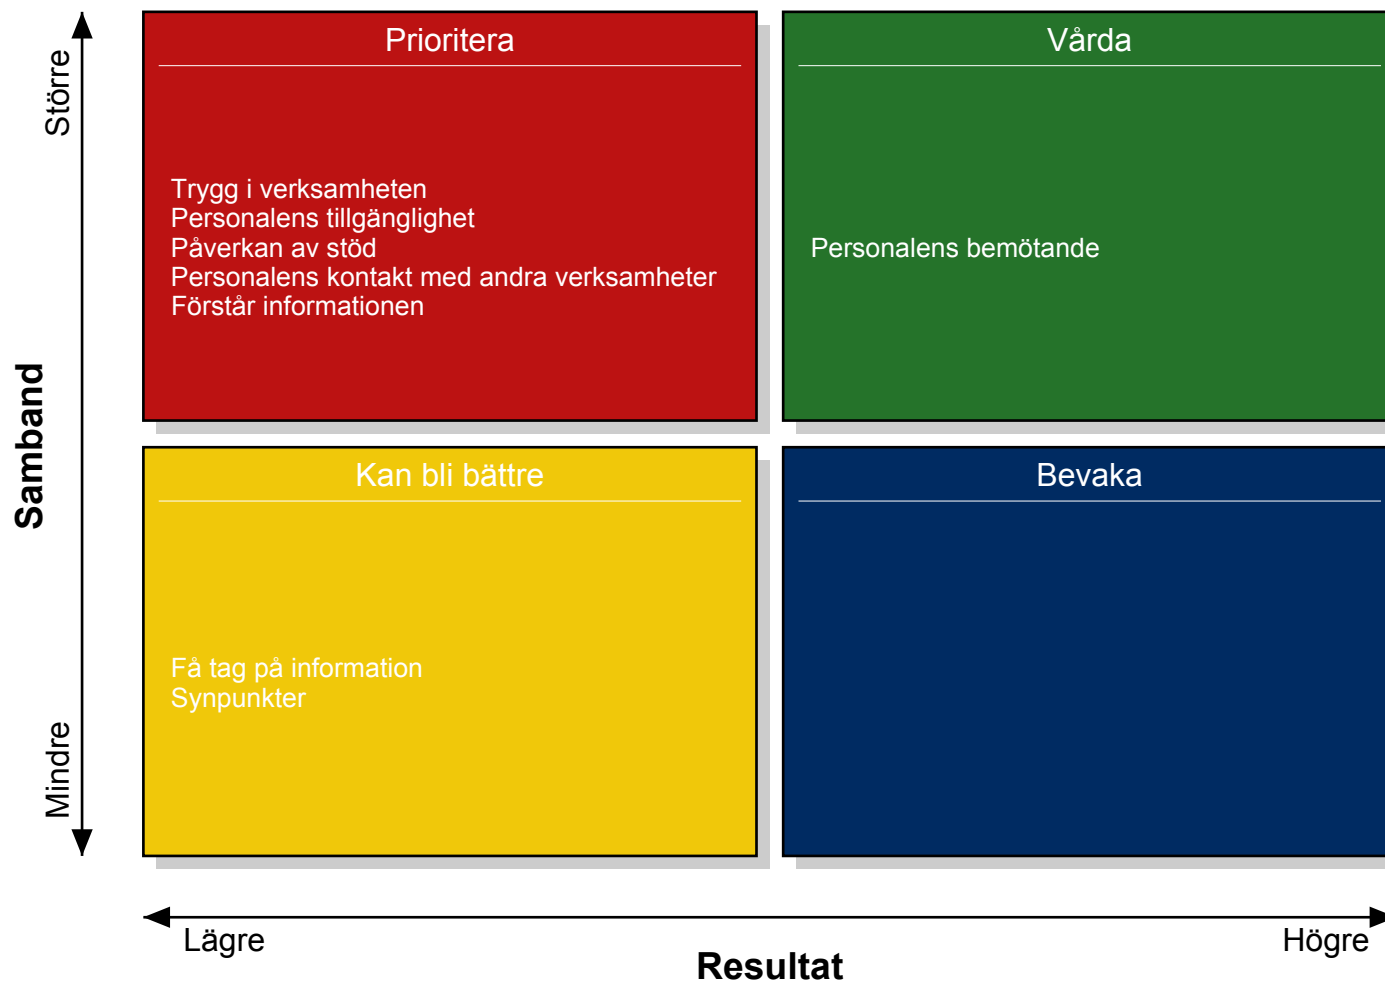 Större
Prioritera
Vårda
Trygg i verksamheten
Personalens tillgänglighet
Påverkan av stöd
Personalens kontakt med andra verksamheter
Förstår informationen
Personalens bemötande
Samband
Kan bli bättre
Bevaka
Få tag på information
Synpunkter
Mindre
Lägre
Högre
Resultat